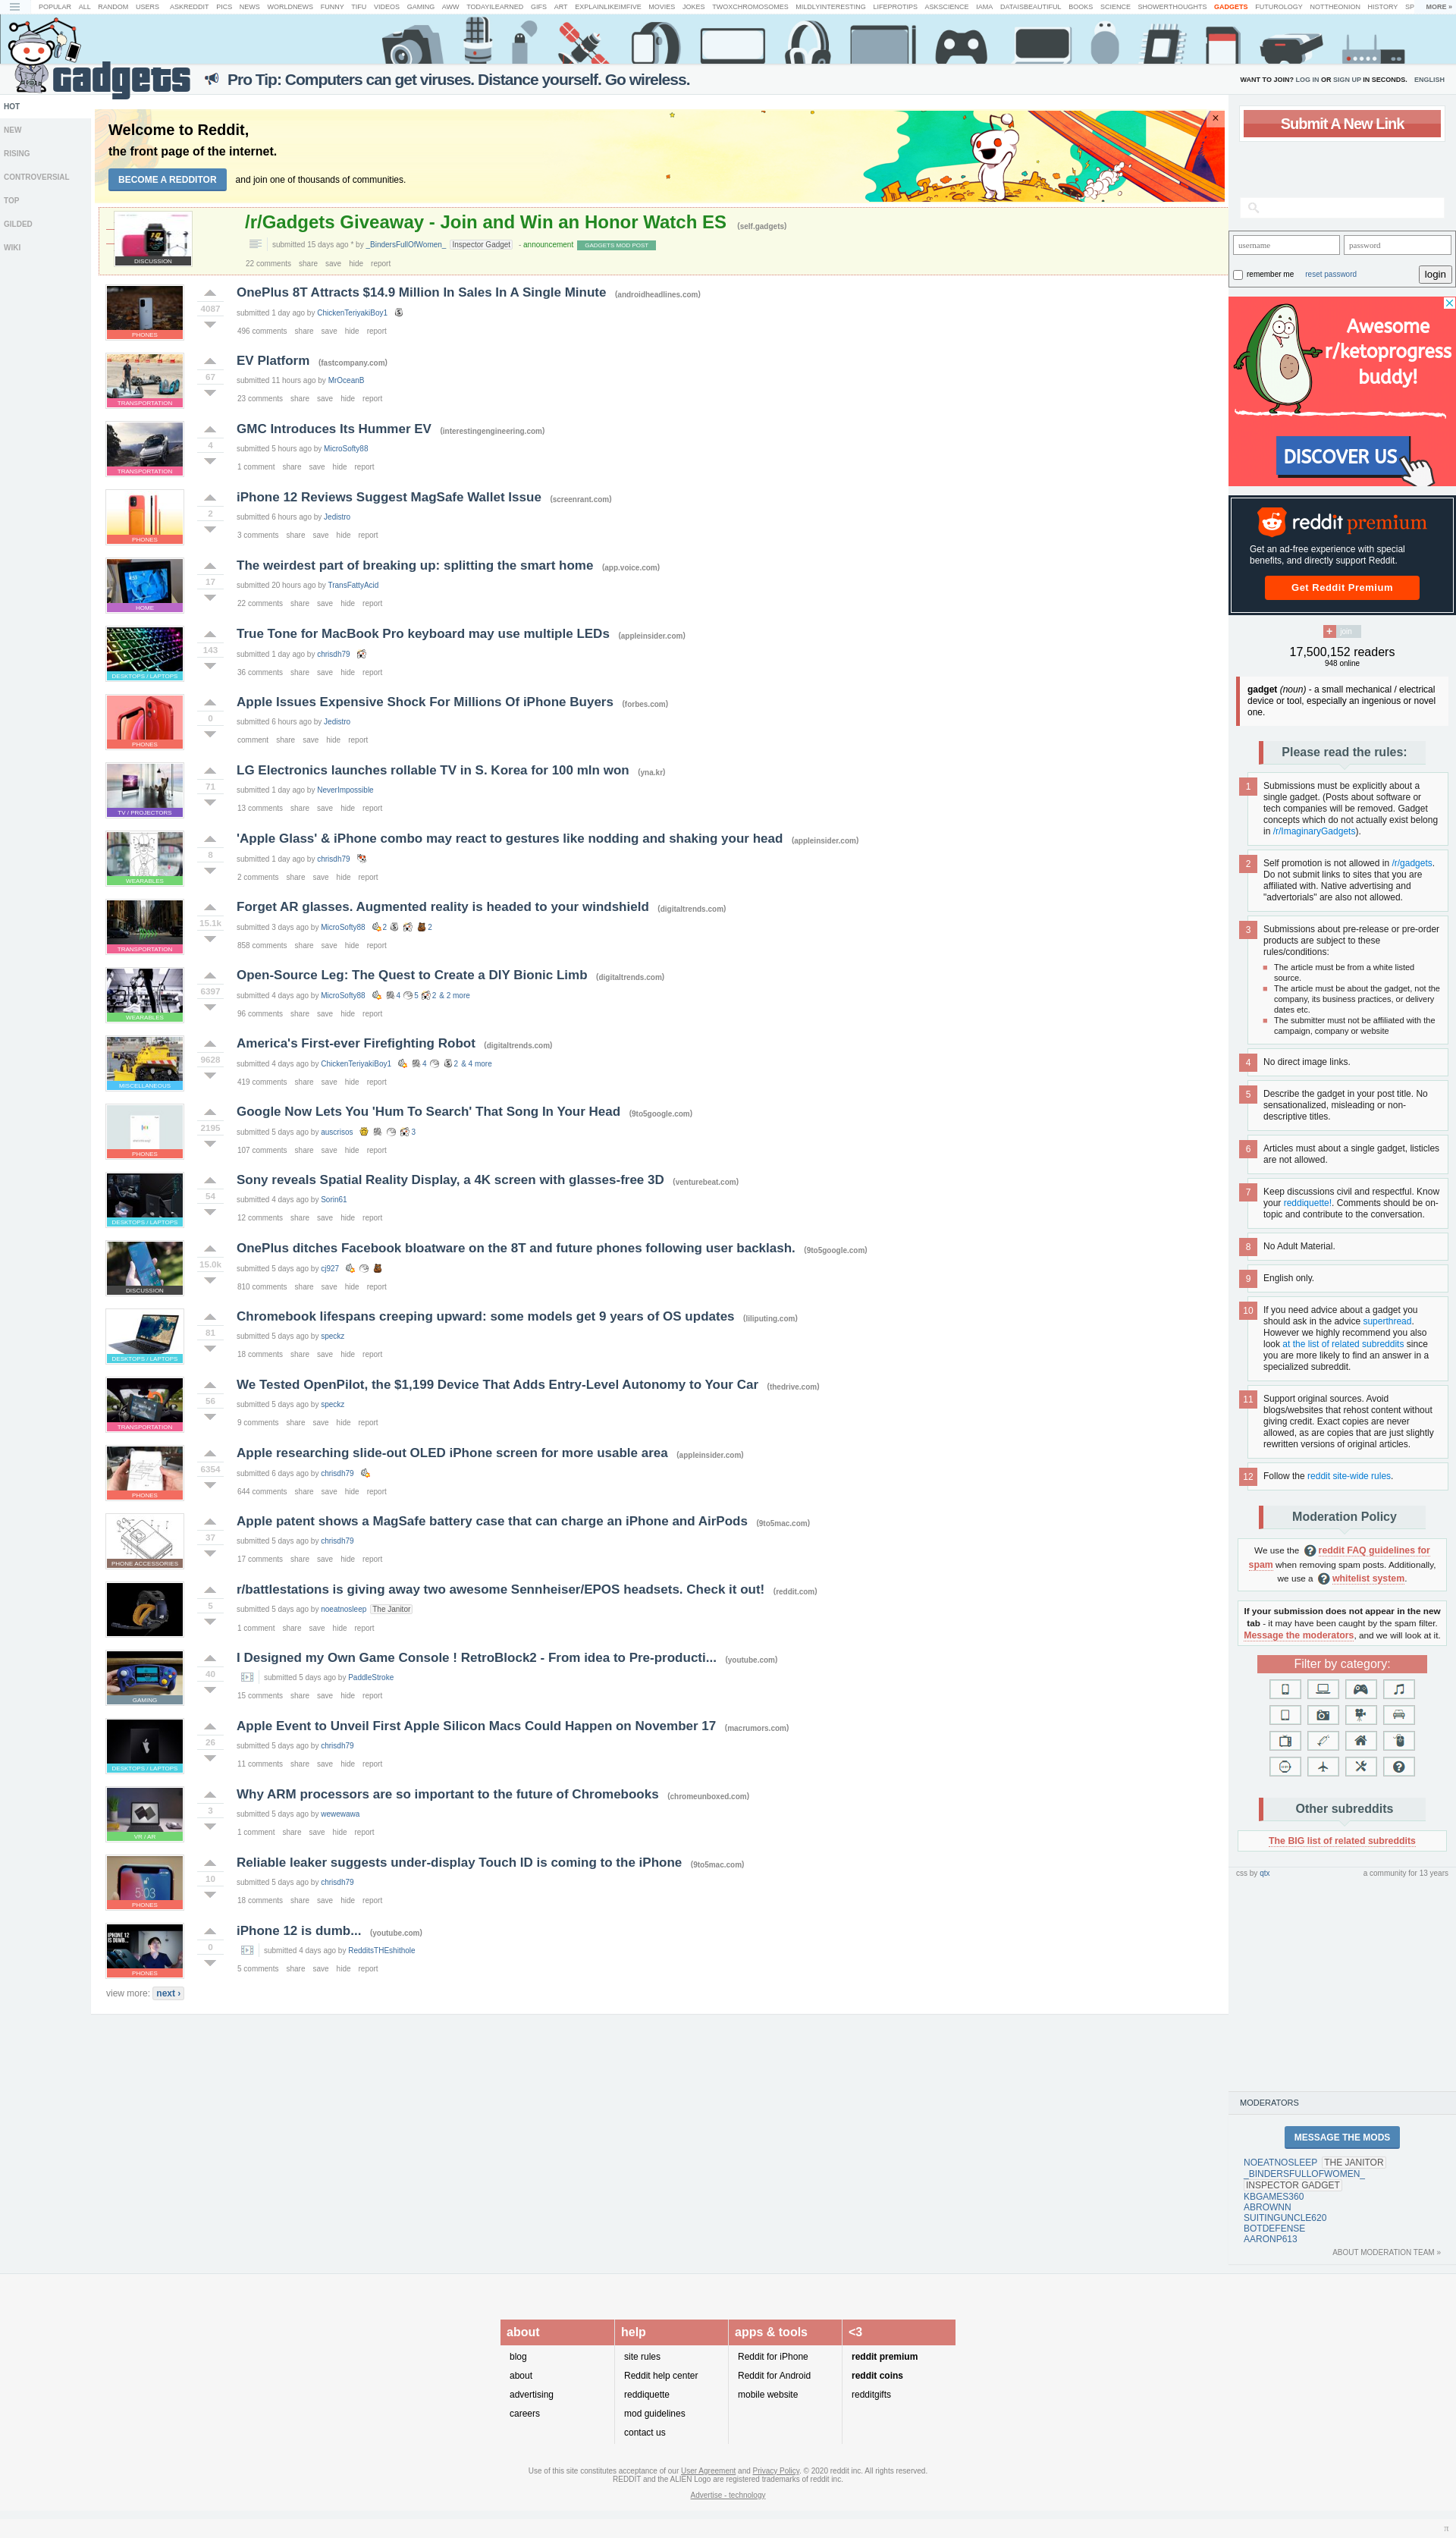 POPULAR ALL RANDOM USERS ASKREDDIT PICS NEWS WORLDNEWS FUNNY TIFU VIDEOS GAMING AWW TODAYILEARNED GIFS ART EXPLAINLIKEIMFIVE MOVIES JOKES TWOXCHROMOSOMES MILDLYINTERESTING LIFEPROTIPS ASKSCIENCE IAMA DATAISBEAUTIFUL BOOKS SCIENCE SHOWERTHOUGHTS GADGETS FUTUROLOGY NOTTHEONION HISTORY SP MORE »
gadgets
Pro Tip: Computers can get viruses. Distance yourself. Go wireless.
WANT TO JOIN? LOG IN OR SIGN UP IN SECONDS. ENGLISH
HOT
NEW
RISING
CONTROVERSIAL
TOP
GILDED
WIKI
Welcome to Reddit,
the front page of the internet.
BECOME A REDDITOR and join one of thousands of communities.
×
DISCUSSION
/r/Gadgets Giveaway - Join and Win an Honor Watch ES (self.gadgets)
submitted 15 days ago * by _BindersFullOfWomen_ Inspector Gadget - announcement GADGETS MOD POST
22 comments share save hide report
PHONES
4087
OnePlus 8T Attracts $14.9 Million In Sales In A Single Minute (androidheadlines.com)
submitted 1 day ago by ChickenTeriyakiBoy1
496 comments share save hide report
TRANSPORTATION
67
EV Platform (fastcompany.com)
submitted 11 hours ago by MrOceanB
23 comments share save hide report
TRANSPORTATION
4
GMC Introduces Its Hummer EV (interestingengineering.com)
submitted 5 hours ago by MicroSofty88
1 comment share save hide report
PHONES
2
iPhone 12 Reviews Suggest MagSafe Wallet Issue (screenrant.com)
submitted 6 hours ago by Jedistro
3 comments share save hide report
HOME
17
The weirdest part of breaking up: splitting the smart home (app.voice.com)
submitted 20 hours ago by TransFattyAcid
22 comments share save hide report
DESKTOPS / LAPTOPS
143
True Tone for MacBook Pro keyboard may use multiple LEDs (appleinsider.com)
submitted 1 day ago by chrisdh79
36 comments share save hide report
PHONES
0
Apple Issues Expensive Shock For Millions Of iPhone Buyers (forbes.com)
submitted 6 hours ago by Jedistro
comment share save hide report
TV / PROJECTORS
71
LG Electronics launches rollable TV in S. Korea for 100 mln won (yna.kr)
submitted 1 day ago by NeverImpossible
13 comments share save hide report
WEARABLES
8
'Apple Glass' & iPhone combo may react to gestures like nodding and shaking your head (appleinsider.com)
submitted 1 day ago by chrisdh79
2 comments share save hide report
TRANSPORTATION
15.1k
Forget AR glasses. Augmented reality is headed to your windshield (digitaltrends.com)
submitted 3 days ago by MicroSofty88 2 2
858 comments share save hide report
WEARABLES
6397
Open-Source Leg: The Quest to Create a DIY Bionic Limb (digitaltrends.com)
submitted 4 days ago by MicroSofty88 4 5 2 & 2 more
96 comments share save hide report
MISCELLANEOUS
9628
America's First-ever Firefighting Robot (digitaltrends.com)
submitted 4 days ago by ChickenTeriyakiBoy1 4 2 & 4 more
419 comments share save hide report
PHONES
2195
Google Now Lets You 'Hum To Search' That Song In Your Head (9to5google.com)
submitted 5 days ago by auscrisos 3
107 comments share save hide report
DESKTOPS / LAPTOPS
54
Sony reveals Spatial Reality Display, a 4K screen with glasses-free 3D (venturebeat.com)
submitted 4 days ago by Sorin61
12 comments share save hide report
DISCUSSION
15.0k
OnePlus ditches Facebook bloatware on the 8T and future phones following user backlash. (9to5google.com)
submitted 5 days ago by cj927
810 comments share save hide report
DESKTOPS / LAPTOPS
81
Chromebook lifespans creeping upward: some models get 9 years of OS updates (liliputing.com)
submitted 5 days ago by speckz
18 comments share save hide report
TRANSPORTATION
56
We Tested OpenPilot, the $1,199 Device That Adds Entry-Level Autonomy to Your Car (thedrive.com)
submitted 5 days ago by speckz
9 comments share save hide report
PHONES
6354
Apple researching slide-out OLED iPhone screen for more usable area (appleinsider.com)
submitted 6 days ago by chrisdh79
644 comments share save hide report
PHONE ACCESSORIES
37
Apple patent shows a MagSafe battery case that can charge an iPhone and AirPods (9to5mac.com)
submitted 5 days ago by chrisdh79
17 comments share save hide report
5
r/battlestations is giving away two awesome Sennheiser/EPOS headsets. Check it out! (reddit.com)
submitted 5 days ago by noeatnosleep The Janitor
1 comment share save hide report
GAMING
40
I Designed my Own Game Console ! RetroBlock2 - From idea to Pre-producti... (youtube.com)
submitted 5 days ago by PaddleStroke
15 comments share save hide report
DESKTOPS / LAPTOPS
26
Apple Event to Unveil First Apple Silicon Macs Could Happen on November 17 (macrumors.com)
submitted 5 days ago by chrisdh79
11 comments share save hide report
VR / AR
3
Why ARM processors are so important to the future of Chromebooks (chromeunboxed.com)
submitted 5 days ago by wewewawa
1 comment share save hide report
5:03
PHONES
10
Reliable leaker suggests under-display Touch ID is coming to the iPhone (9to5mac.com)
submitted 5 days ago by chrisdh79
18 comments share save hide report
IPHONE 12
IS DUMB...
PHONES
0
iPhone 12 is dumb... (youtube.com)
submitted 4 days ago by RedditsTHEshithole
5 comments share save hide report
view more: next ›
Submit A New Link
username password
remember me reset password login
Awesome
r/ketoprogress
buddy!
DISCOVER US
reddit premium
Get an ad-free experience with special
benefits, and directly support Reddit.
Get Reddit Premium
+ join
17,500,152 readers
948 online
gadget (noun) - a small mechanical / electrical
device or tool, especially an ingenious or novel
one.
Please read the rules:
1 Submissions must be explicitly about a
single gadget. (Posts about software or
tech companies will be removed. Gadget
concepts which do not actually exist belong
in /r/ImaginaryGadgets).
2 Self promotion is not allowed in /r/gadgets.
Do not submit links to sites that you are
affiliated with. Native advertising and
"advertorials" are also not allowed.
3 Submissions about pre-release or pre-order
products are subject to these
rules/conditions:
The article must be from a white listed
source.
The article must be about the gadget, not the
company, its business practices, or delivery
dates etc.
The submitter must not be affiliated with the
campaign, company or website
4 No direct image links.
5 Describe the gadget in your post title. No
sensationalized, misleading or non-
descriptive titles.
6 Articles must about a single gadget, listicles
are not allowed.
7 Keep discussions civil and respectful. Know
your reddiquette!. Comments should be on-
topic and contribute to the conversation.
8 No Adult Material.
9 English only.
10 If you need advice about a gadget you
should ask in the advice superthread.
However we highly recommend you also
look at the list of related subreddits since
you are more likely to find an answer in a
specialized subreddit.
11 Support original sources. Avoid
blogs/websites that rehost content without
giving credit. Exact copies are never
allowed, as are copies that are just slightly
rewritten versions of original articles.
12 Follow the reddit site-wide rules.
Moderation Policy
We use the reddit FAQ guidelines for
spam when removing spam posts. Additionally,
we use a whitelist system.
If your submission does not appear in the new
tab - it may have been caught by the spam filter.
Message the moderators, and we will look at it.
Filter by category:
Other subreddits
The BIG list of related subreddits
css by qtx a community for 13 years
MODERATORS
MESSAGE THE MODS
NOEATNOSLEEP THE JANITOR
_BINDERSFULLOFWOMEN_
INSPECTOR GADGET
KBGAMES360
ABROWNN
SUITINGUNCLE620
BOTDEFENSE
AARONP613
ABOUT MODERATION TEAM »
about help apps & tools <3
blog site rules Reddit for iPhone reddit premium
about Reddit help center Reddit for Android reddit coins
advertising reddiquette mobile website redditgifts
careers mod guidelines
contact us
Use of this site constitutes acceptance of our User Agreement and Privacy Policy. © 2020 reddit inc. All rights reserved.
REDDIT and the ALIEN Logo are registered trademarks of reddit inc.
Advertise - technology
π